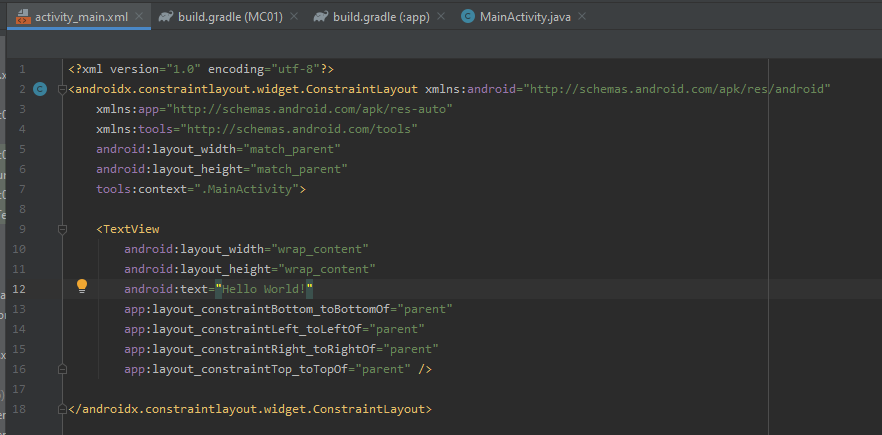 activity_main.xml build.gradle (MC01) build.gradle (:app) MainActivity.java
1 <?xml version="1.0" encoding="utf-8"?>
2 <androidx.constraintlayout.widget.ConstraintLayout xmlns:android="http://schemas.android.com/apk/res/android"
3 xmlns:app="http://schemas.android.com/apk/res-auto"
4 xmlns:tools="http://schemas.android.com/tools"
5 android:layout_width="match_parent"
6 android:layout_height="match_parent"
7 tools:context=".MainActivity">
8
9 <TextView
10 android:layout_width="wrap_content"
11 android:layout_height="wrap_content"
12 android:text="Hello World!"
13 app:layout_constraintBottom_toBottomOf="parent"
14 app:layout_constraintLeft_toLeftOf="parent"
15 app:layout_constraintRight_toRightOf="parent"
16 app:layout_constraintTop_toTopOf="parent" />
17
18 </androidx.constraintlayout.widget.ConstraintLayout>